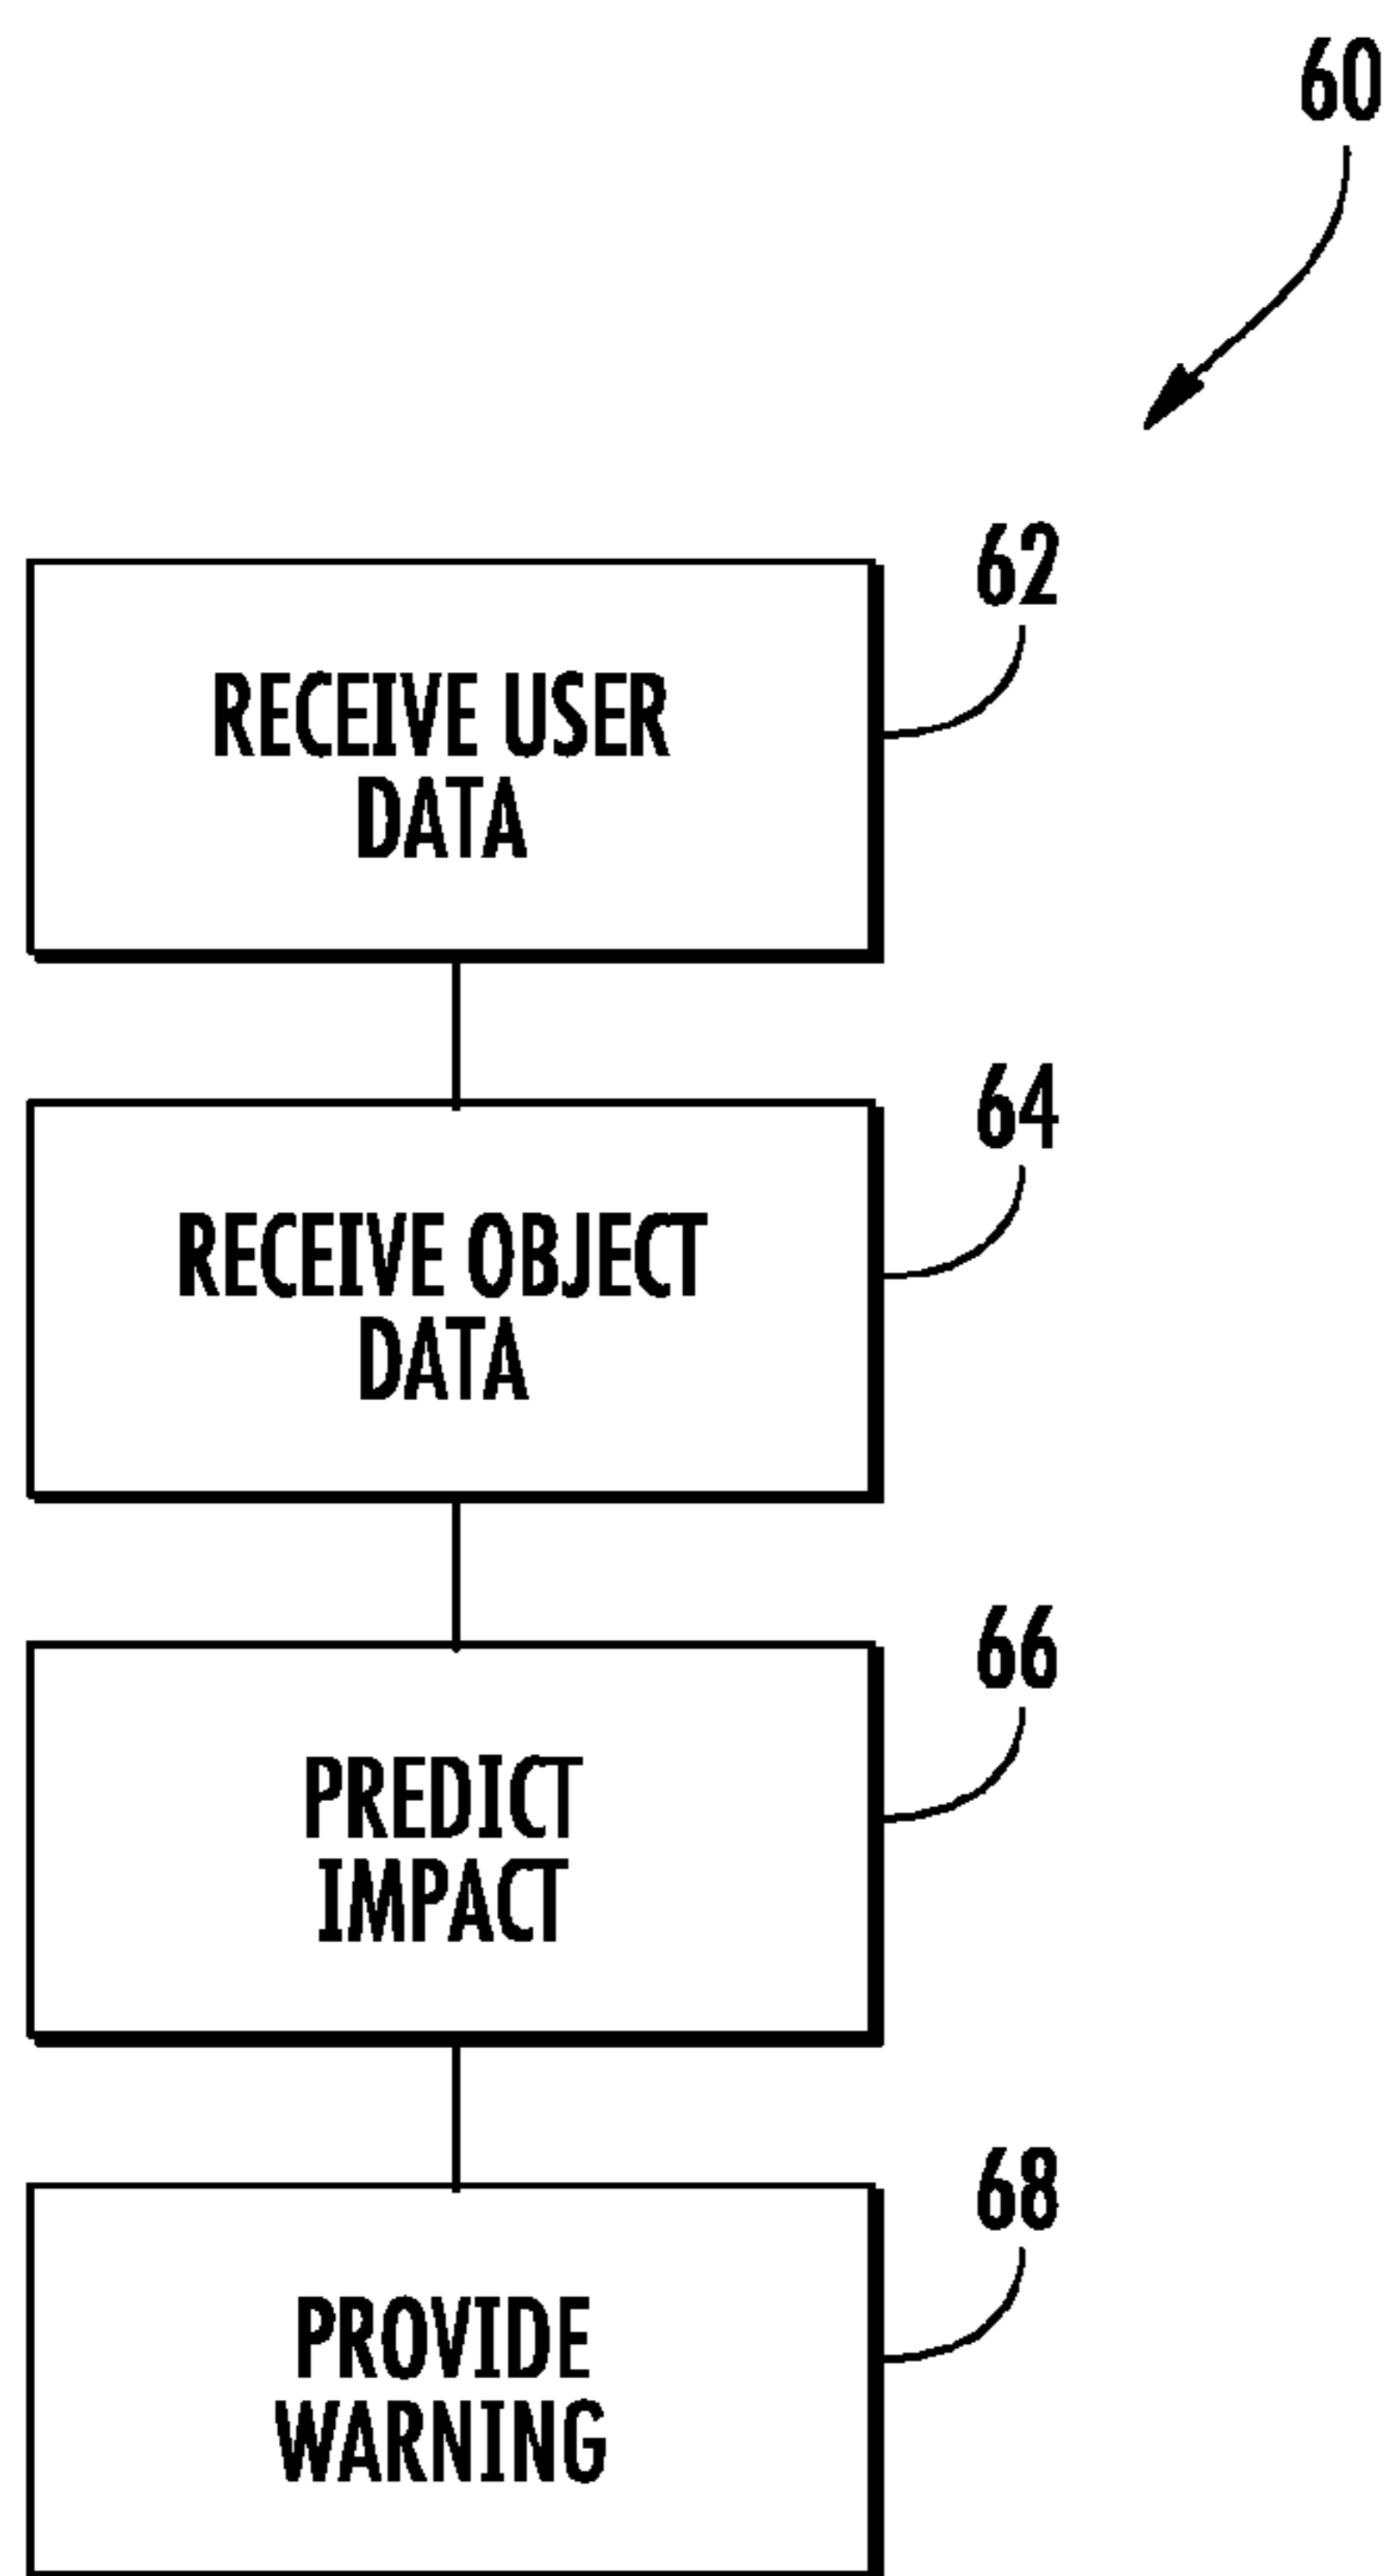 60
62
RECEIVE USER
DATA
64
RECEIVE OBJECT
DATA
66
PREDICT
IMPACT
68
PROVIDE
WARNING